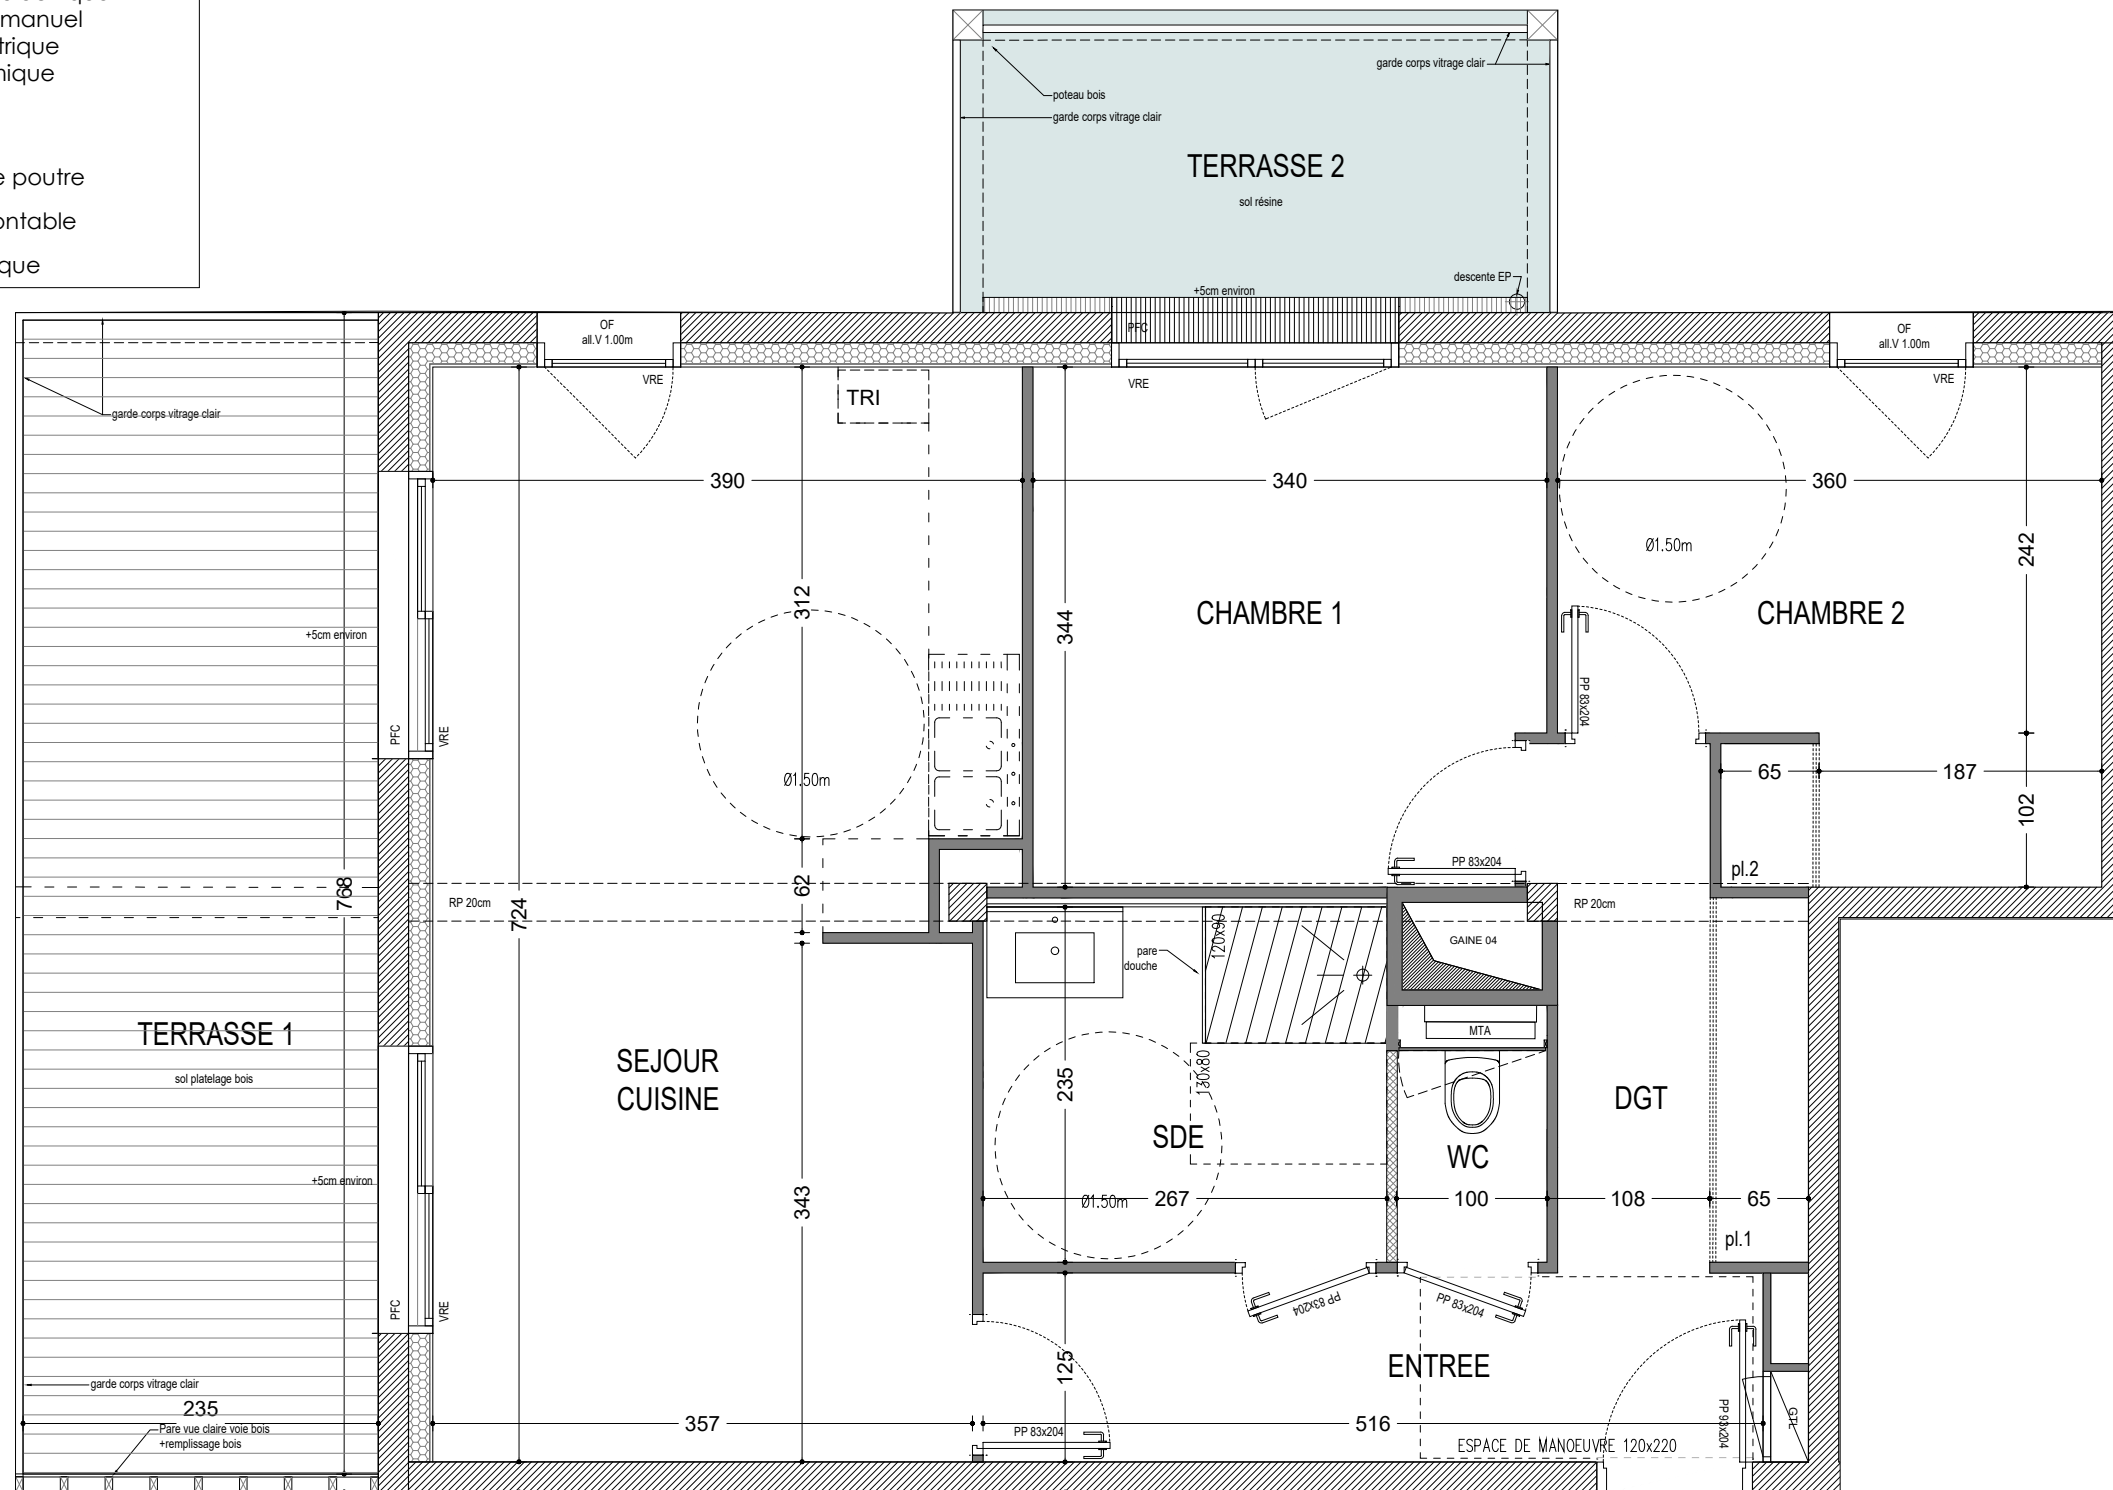 manuel
trique
nique
e poutre
ontable
que
garde corps vitrage clair
poteau bois
garde corps vitrage clair
TERRASSE 2
sol résine
descente EP
+5cm environ
PFC
OF
all.V 1.00m
VRE
VRE
OF
all.V 1.00m
VRE
TRI
garde corps vitrage clair
390
340
360
Ø1.50m
242
312
344
CHAMBRE 1
CHAMBRE 2
+5cm environ
PP 83x204
PFC
VRE
Ø1.50m
65
187
102
PP 83x204
pl.2
768
62
RP 20cm
724
RP 20cm
120x90
GAINE 04
pare
douche
TERRASSE 1
sol platelage bois
SEJOUR
CUISINE
MTA
130x80
235
DGT
SDE
WC
+5cm environ
343
Ø1.50m
267
100
108
65
pl.1
PFC
VRE
PP 83x204
PP 83x204
125
ENTREE
garde corps vitrage clair
235
Pare vue claire voie bois
+remplissage bois
357
PP 83x204
516
PP 93x204
GTL
ESPACE DE MANOEUVRE 120x220